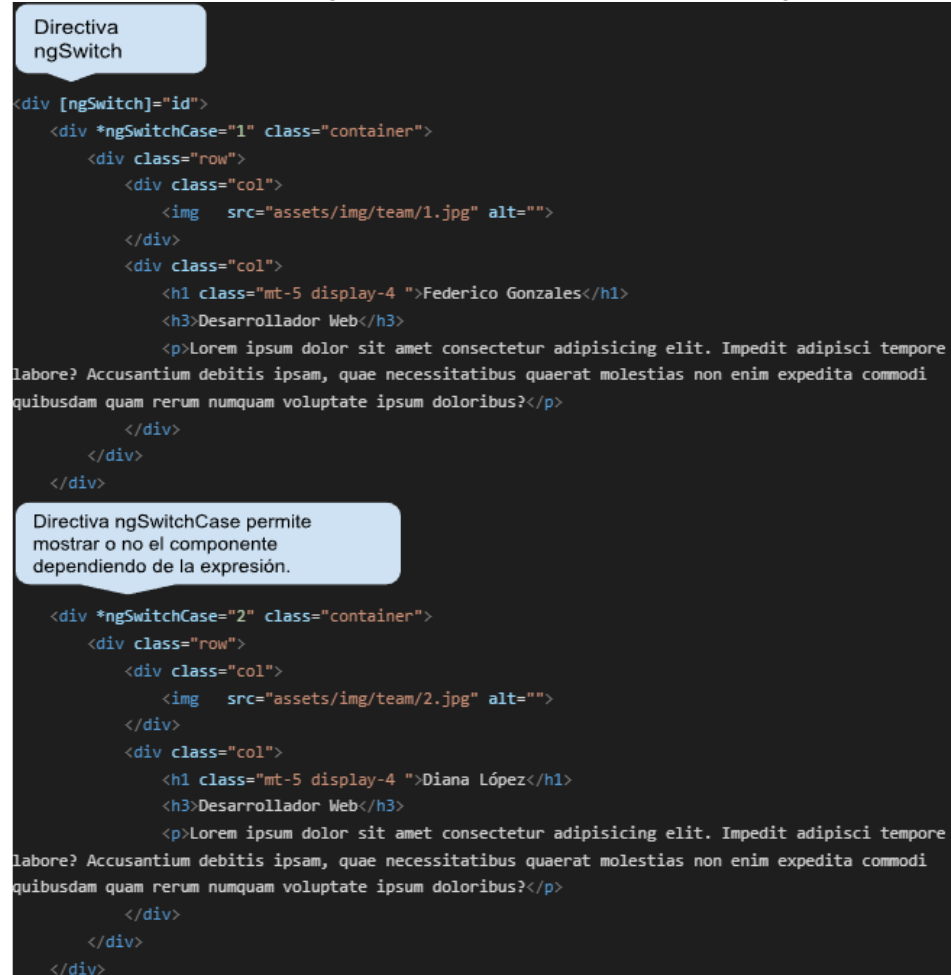 Directiva
ngSwitch
<div [ngSwitch]="id">
<div *ngSwitchCase="1" class="container">
<div class="row">
<div class="col">
<img   src="assets/img/team/1.jpg" alt="">
</div>
<div class="col">
<h1 class="mt-5 display-4 ">Federico Gonzales</h1>
<h3>Desarrollador Web</h3>
<p>Lorem ipsum dolor sit amet consectetur adipisicing elit. Impedit adipisci tempore
labore? Accusantium debitis ipsam, quae necessitatibus quaerat molestias non enim expedita commodi
quibusdam quam rerum numquam voluptate ipsum doloribus?</p>
</div>
</div>
</div>
Directiva ngSwitchCase permite
mostrar o no el componente
dependiendo de la expresión.
<div *ngSwitchCase="2" class="container">
<div class="row">
<div class="col">
<img   src="assets/img/team/2.jpg" alt="">
</div>
<div class="col">
<h1 class="mt-5 display-4 ">Diana López</h1>
<h3>Desarrollador Web</h3>
<p>Lorem ipsum dolor sit amet consectetur adipisicing elit. Impedit adipisci tempore
labore? Accusantium debitis ipsam, quae necessitatibus quaerat molestias non enim expedita commodi
quibusdam quam rerum numquam voluptate ipsum doloribus?</p>
</div>
</div>
</div>